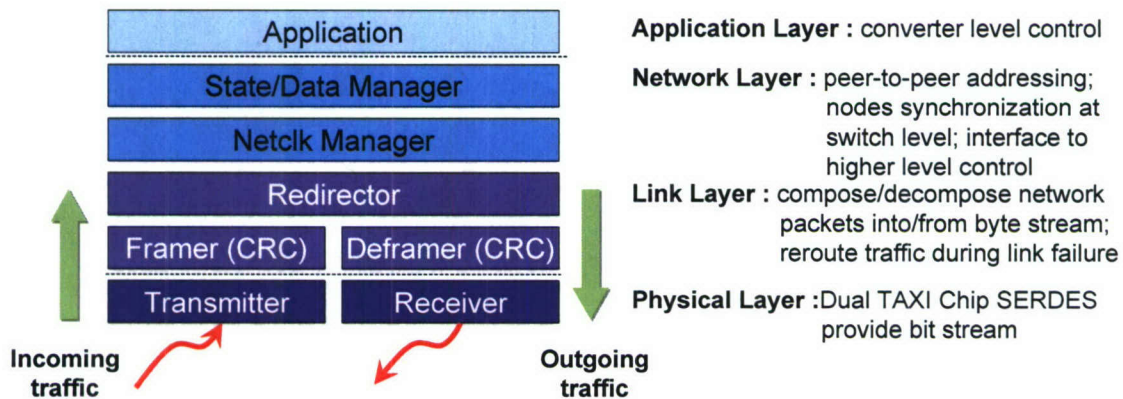 Application
State/Data Manager
Netclk Manager
Redirector
Framer (CRC) Deframer (CRC)
Transmitter Receiver
Incoming
traffic
Outgoing
traffic
Application Layer : converter level control
Network Layer : peer-to-peer addressing;
nodes synchronization at
switch level; interface to
higher level control
Link Layer : compose/decompose network
packets into/from byte stream;
reroute traffic during link failure
Physical Layer :Dual TAXI Chip SERDES
provide bit stream